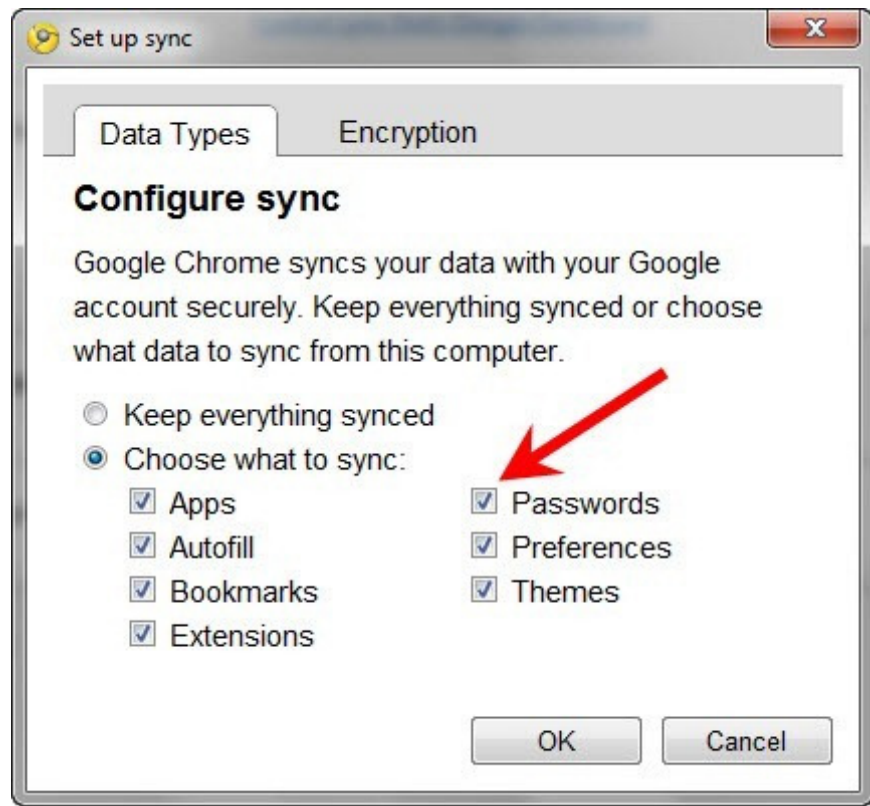 Set up sync
Data Types
Encryption
Configure sync
Google Chrome syncs your data with your Google
account securely. Keep everything synced or choose
what data to sync from this computer.
Keep everything synced
Choose what to sync:
Apps
Passwords
Autofill
Preferences
Bookmarks
Themes
Extensions
OK
Cancel